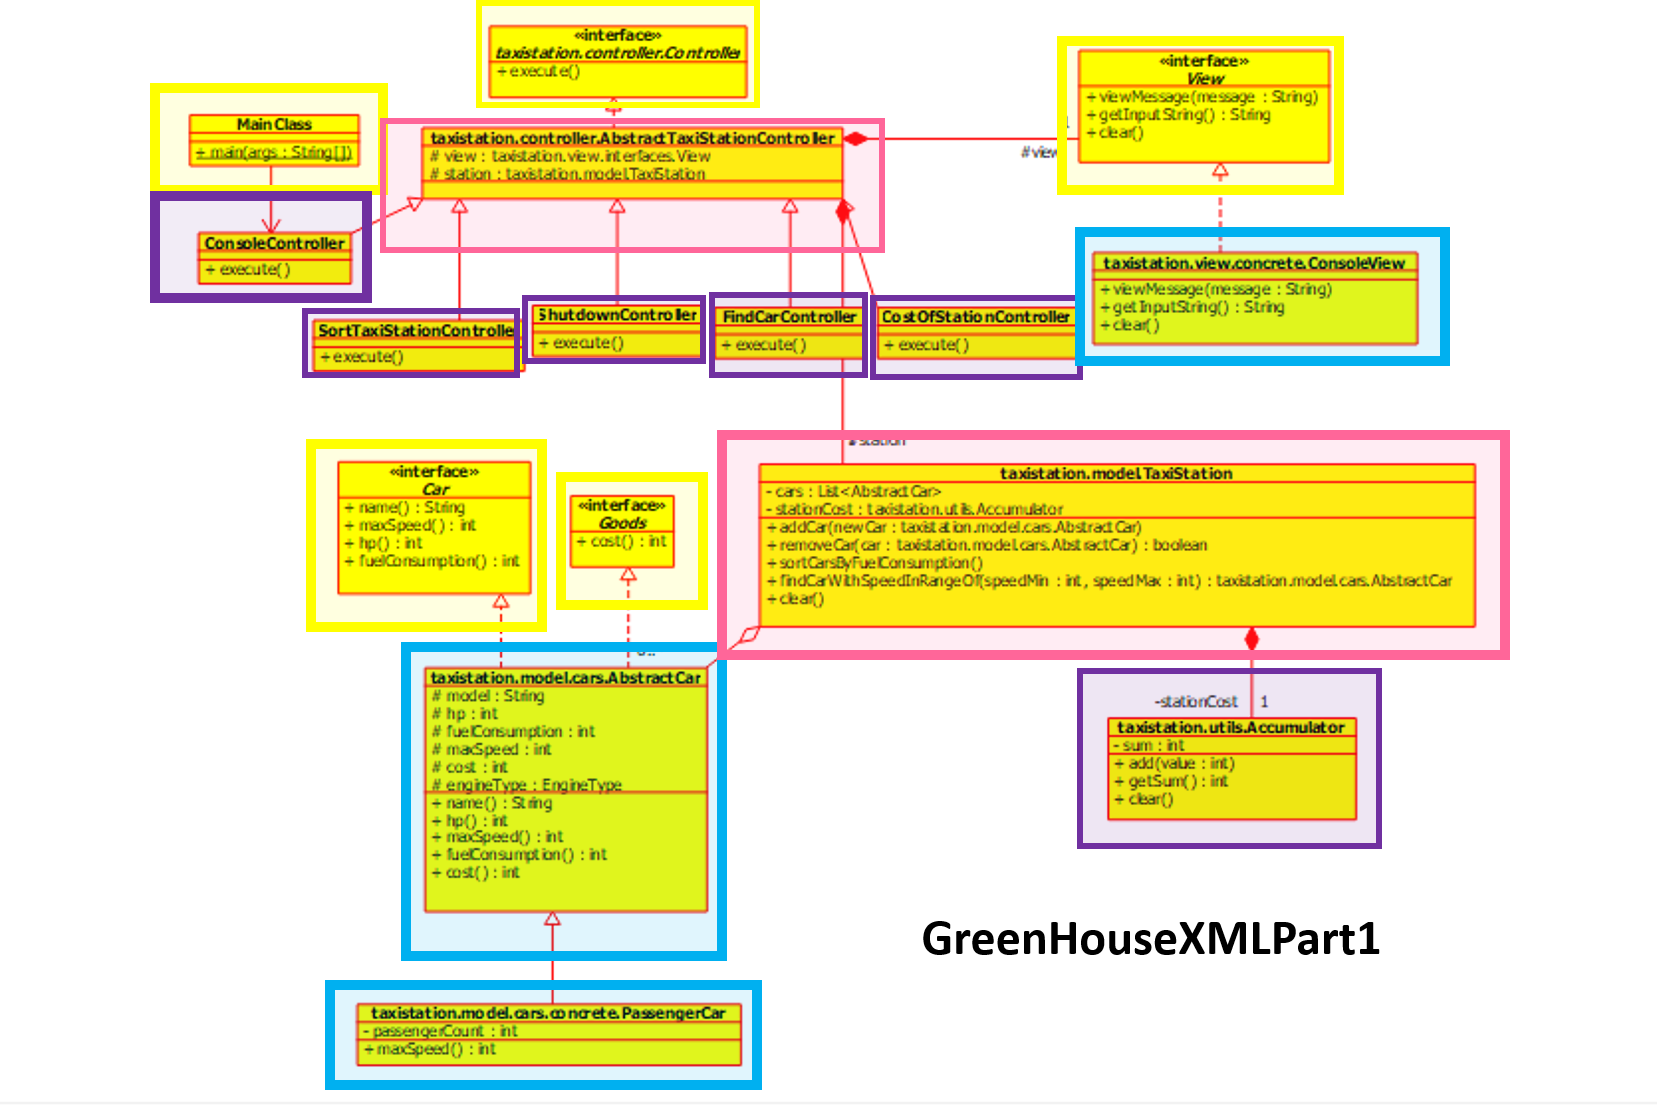 «interface»
taxistation.controller.Controller
+ execute()
«interface»
View
+ viewMessage(message : String)
+ getInputString() : String
+ clear()
Main Class
+ main(args : String[])
taxistation.controller.AbstractTaxiStationController
# view : taxistation.view.interfaces.View
# station : taxistation.model.TaxiStation
#view
ConsoleController
+ execute()
taxistation.view.concrete.ConsoleView
+ viewMessage(message : String)
+ getInputString() : String
+ clear()
SortTaxiStationController
+ execute()
ShutdownController
+ execute()
FindCarController
+ execute()
CostOfStationController
+ execute()
#station
«interface»
Car
+ name() : String
+ maxSpeed() : int
+ hp() : int
+ fuelConsumption() : int
«interface»
Goods
+ cost() : int
taxistation.model.TaxiStation
- cars : List<AbstractCar>
- stationCost : taxistation.utils.Accumulator
+ addCar(newCar : taxistation.model.cars.AbstractCar)
+ removeCar(car : taxistation.model.cars.AbstractCar) : boolean
+ sortCarsByFuelConsumption()
+ findCarWithSpeedInRangeOf(speedMin : int, speedMax : int) : taxistation.model.cars.AbstractCar
+ clear()
taxistation.model.cars.AbstractCar
# model : String
# hp : int
# fuelConsumption : int
# maxSpeed : int
# cost : int
# engineType : EngineType
+ name() : String
+ hp() : int
+ maxSpeed() : int
+ fuelConsumption() : int
+ cost() : int
-stationCost 1
taxistation.utils.Accumulator
- sum : int
+ add(value : int)
+ getSum() : int
+ clear()
GreenHouseXMLPart1
taxistation.model.cars.concrete.PassengerCar
- passengerCount : int
+ maxSpeed() : int